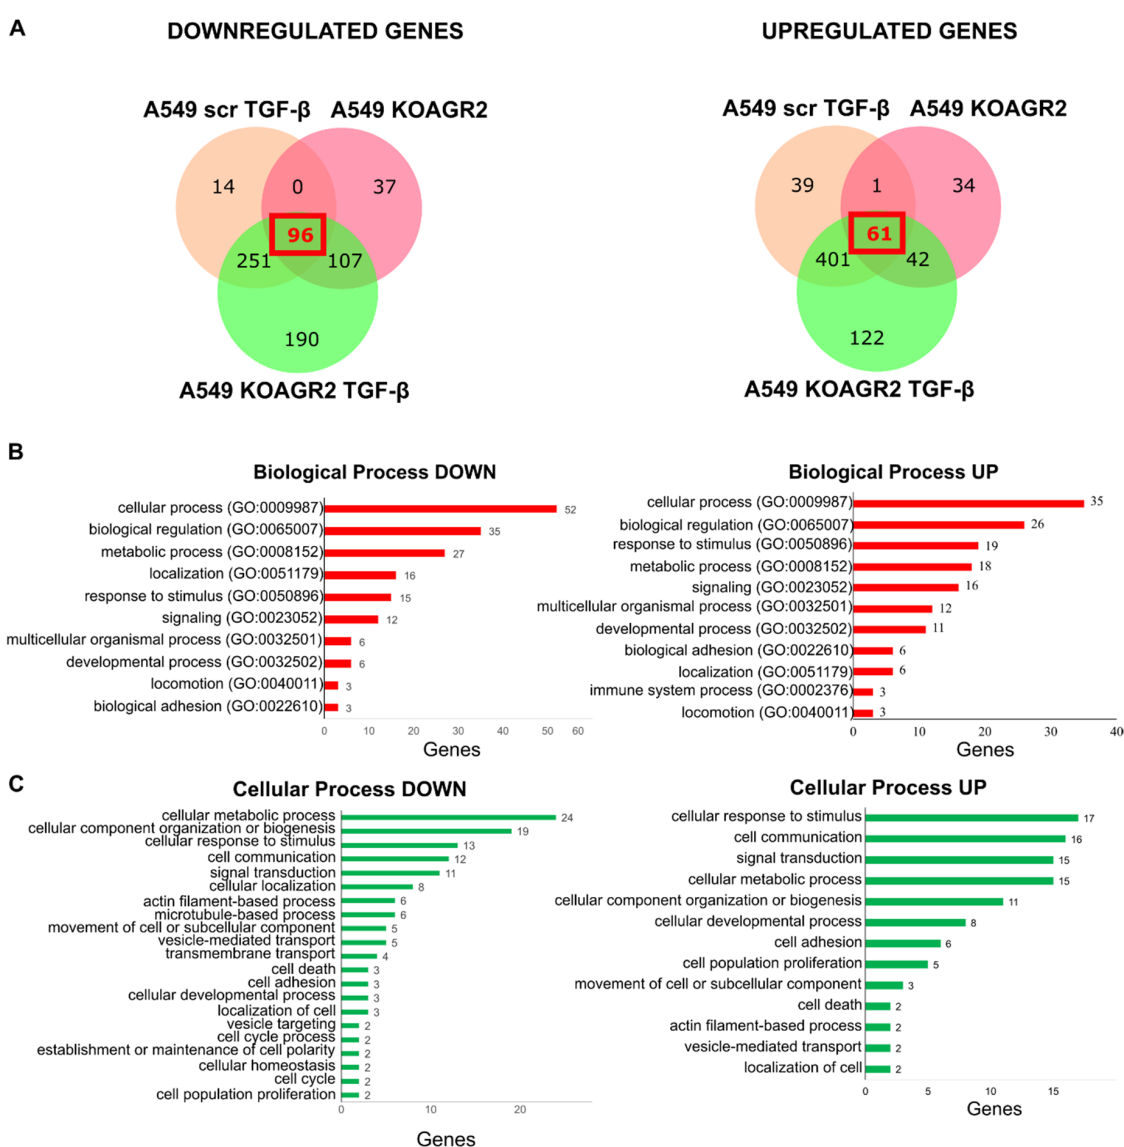 A
DOWNREGULATED GENES
UPREGULATED GENES
A549 scr TGF-β A549 KOAGR2
14
0
37
96
251
107
190
A549 KOAGR2 TGF-β
A549 scr TGF-β A549 KOAGR2
39
1
34
61
401
42
122
A549 KOAGR2 TGF-β
B
Biological Process DOWN
cellular process (GO:0009987) 52
biological regulation (GO:0065007) 35
metabolic process (GO:0008152) 27
localization (GO:0051179) 16
response to stimulus (GO:0050896) 15
signaling (GO:0023052) 12
multicellular organismal process (GO:0032501) 6
developmental process (GO:0032502) 6
locomotion (GO:0040011) 3
biological adhesion (GO:0022610) 3
0 10 20 30 40 50 60
Genes
Biological Process UP
cellular process (GO:0009987) 35
biological regulation (GO:0065007) 26
response to stimulus (GO:0050896) 19
metabolic process (GO:0008152) 18
signaling (GO:0023052) 16
multicellular organismal process (GO:0032501) 12
developmental process (GO:0032502) 11
biological adhesion (GO:0022610) 6
localization (GO:0051179) 6
immune system process (GO:0002376) 3
locomotion (GO:0040011) 3
0 10 20 30 40
Genes
C
Cellular Process DOWN
cellular metabolic process 24
cellular component organization or biogenesis 19
cellular response to stimulus 13
cell communication 12
signal transduction 11
cellular localization 8
actin filament-based process 6
microtubule-based process 6
movement of cell or subcellular component 5
vesicle-mediated transport 5
transmembrane transport 4
cell death 3
cell adhesion 3
cellular developmental process 3
localization of cell 3
vesicle targeting 2
cell cycle process 2
establishment or maintenance of cell polarity 2
cellular homeostasis 2
cell cycle 2
cell population proliferation 2
0 10 20
Genes
Cellular Process UP
cellular response to stimulus 17
cell communication 16
signal transduction 15
cellular metabolic process 15
cellular component organization or biogenesis 11
cellular developmental process 8
cell adhesion 6
cell population proliferation 5
movement of cell or subcellular component 3
cell death 2
actin filament-based process 2
vesicle-mediated transport 2
localization of cell 2
0 5 10 15
Genes